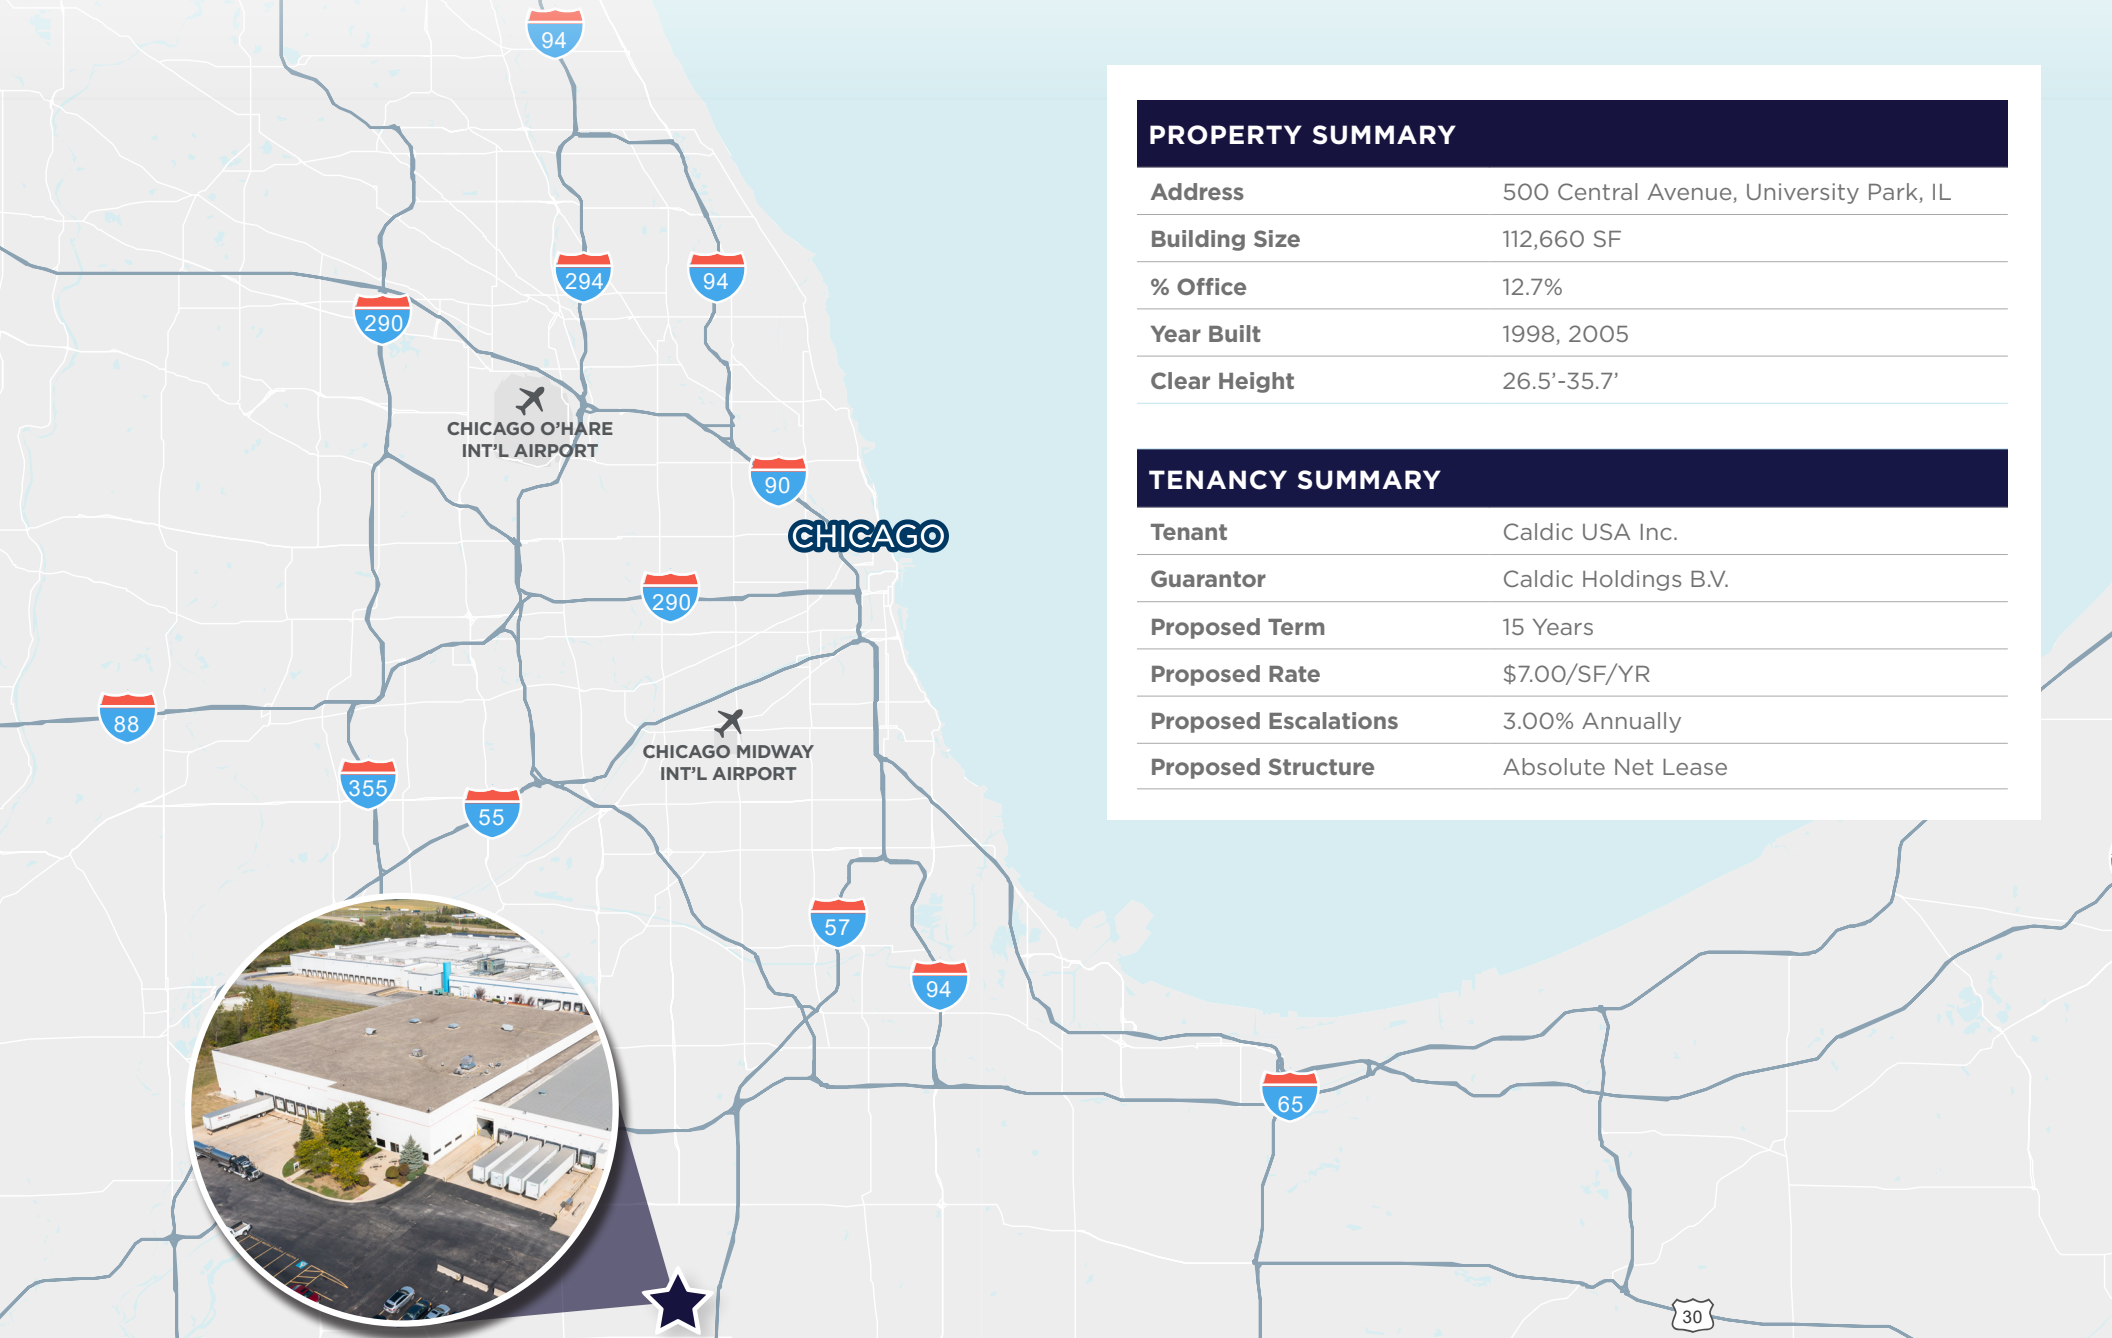 94
PROPERTY SUMMARY
Address 500 Central Avenue, University Park, IL
Building Size 112,660 SF
% Office 12.7%
Year Built 1998, 2005
Clear Height 26.5’-35.7’
TENANCY SUMMARY
Tenant Caldic USA Inc.
Guarantor Caldic Holdings B.V.
Proposed Term 15 Years
Proposed Rate $7.00/SF/YR
Proposed Escalations 3.00% Annually
Proposed Structure Absolute Net Lease
294
94
290
CHICAGO O’HARE
INT’L AIRPORT
90
CHICAGO
290
88
CHICAGO MIDWAY
INT’L AIRPORT
355
55
57
94
65
30